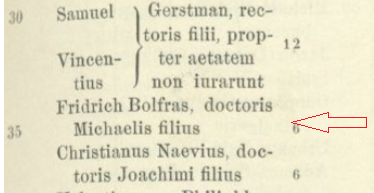 30 Samuel } Gerstman, rec-
toris filii, prop-
Vincen- ter aetatem 12
tius non iurarunt
Fridrich Bolfras, doctoris
35 Michaelis filius 6
Christianus Naevius, doc-
toris Joachimi filius 6